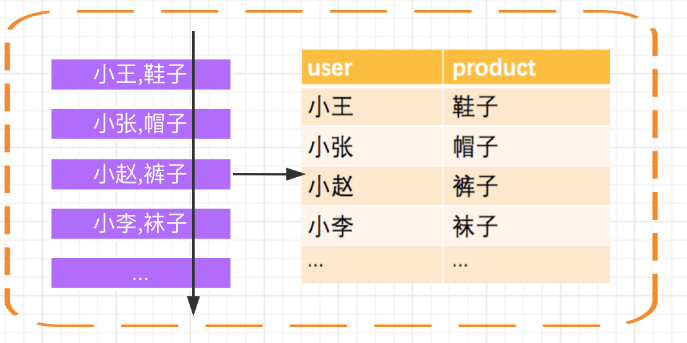 小王,鞋子
小张,帽子
小赵,裤子
小李,袜子
...
user product
小王 鞋子
小张 帽子
小赵 裤子
小李 袜子
... ...